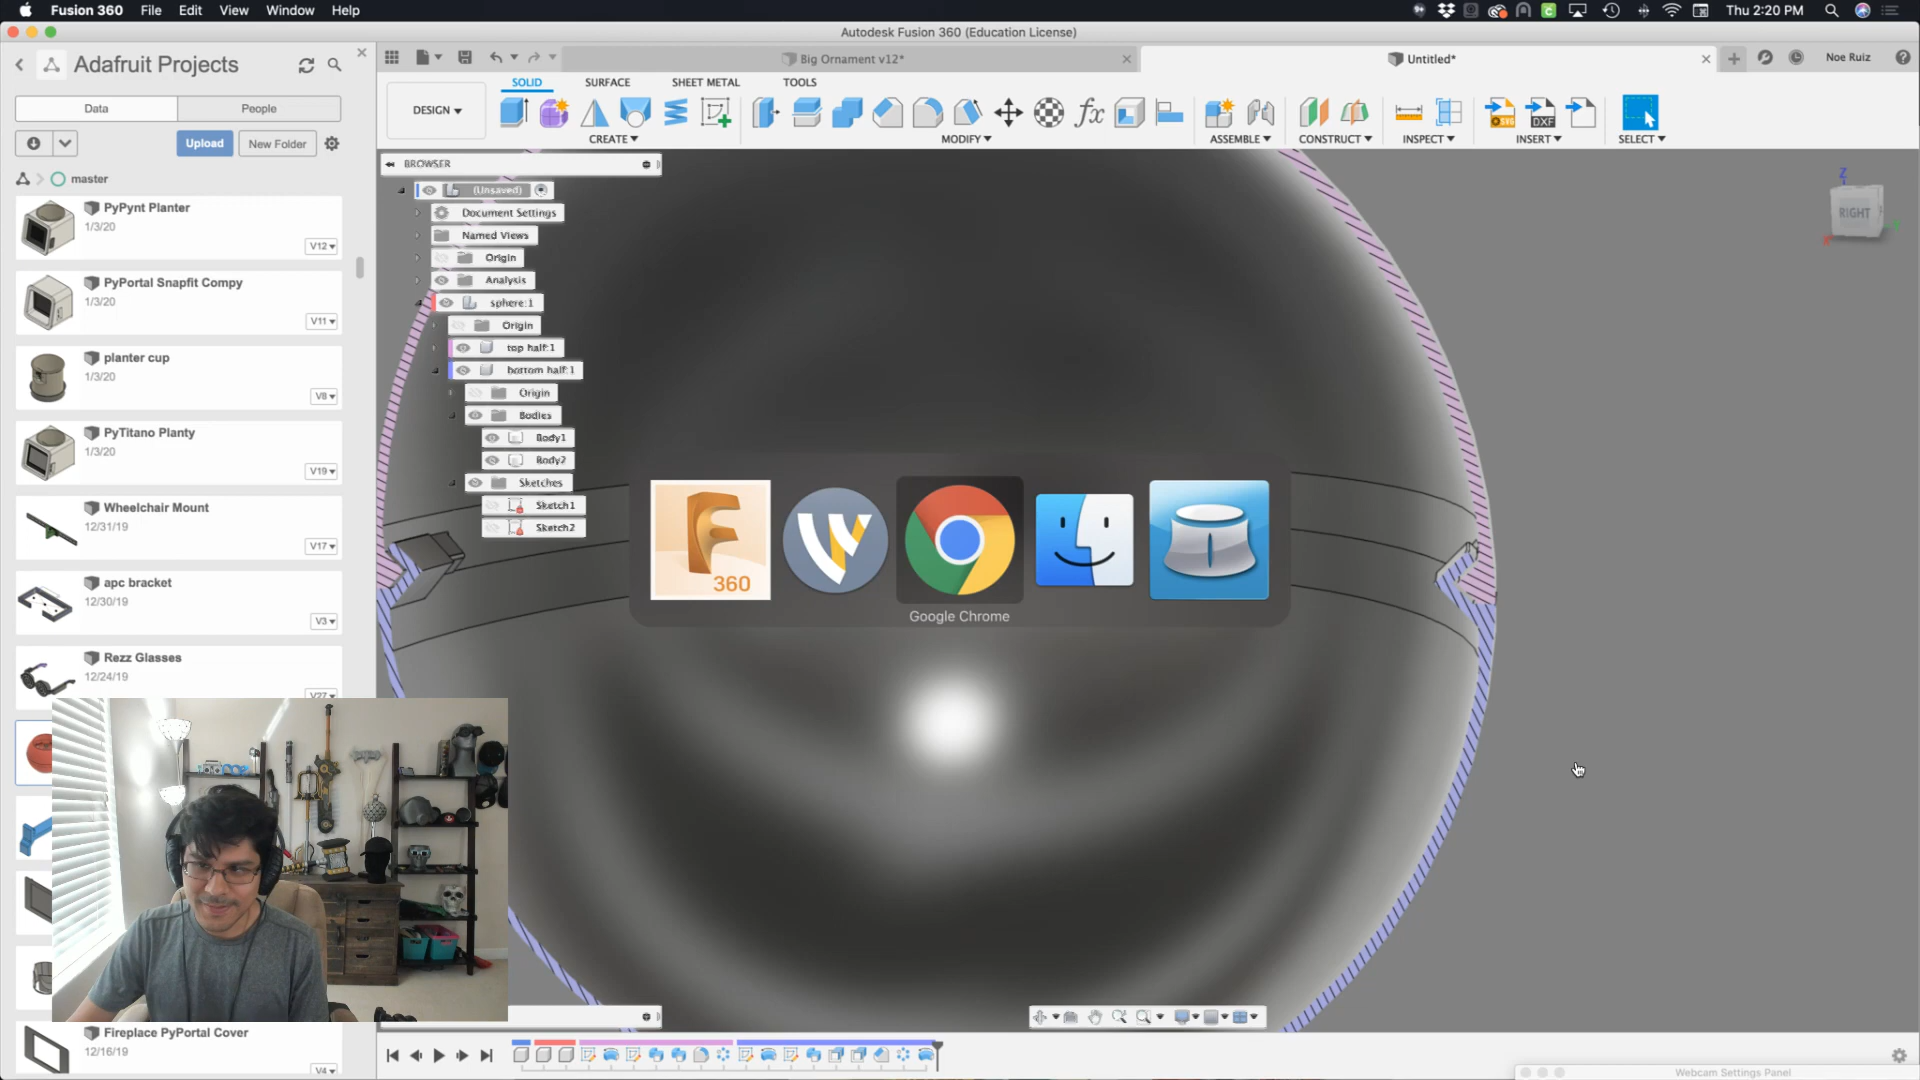 Fusion 360 File Edit View Window Help
Thu 2:20 PM
Autodesk Fusion 360 (Education License)
Adafruit Projects
Big Ornament v12*
Untitled*
Noe Ruiz
SOLID SURFACE SHEET METAL TOOLS
Data People
DESIGN
SVG DXF
CREATE MODIFY ASSEMBLE CONSTRUCT INSPECT INSERT SELECT
Upload New Folder
BROWSER
master
PyPynt Planter
1/3/20
V12
PyPortal Snapfit Compy
1/3/20
V11
planter cup
1/3/20
V8
PyTitano Planty
1/3/20
V19
Wheelchair Mount
12/31/19
V17
apc bracket
12/30/19
V3
Rezz Glasses
12/24/19
V27
Fireplace PyPortal Cover
12/16/19
V4
(Unsaved)
Document Settings
Named Views
Origin
Analysis
sphere:1
Origin
top half:1
bottom half:1
Origin
Bodies
Body1
Body2
Sketches
Sketch1
Sketch2
Z
RIGHT
X
360
Google Chrome
Webcam Settings Panel